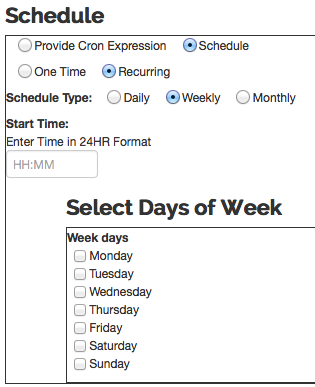 Schedule
Provide Cron Expression Schedule
One Time Recurring
Schedule Type: Daily Weekly Monthly
Start Time:
Enter Time in 24HR Format
HH:MM
Select Days of Week
Week days
Monday
Tuesday
Wednesday
Thursday
Friday
Saturday
Sunday